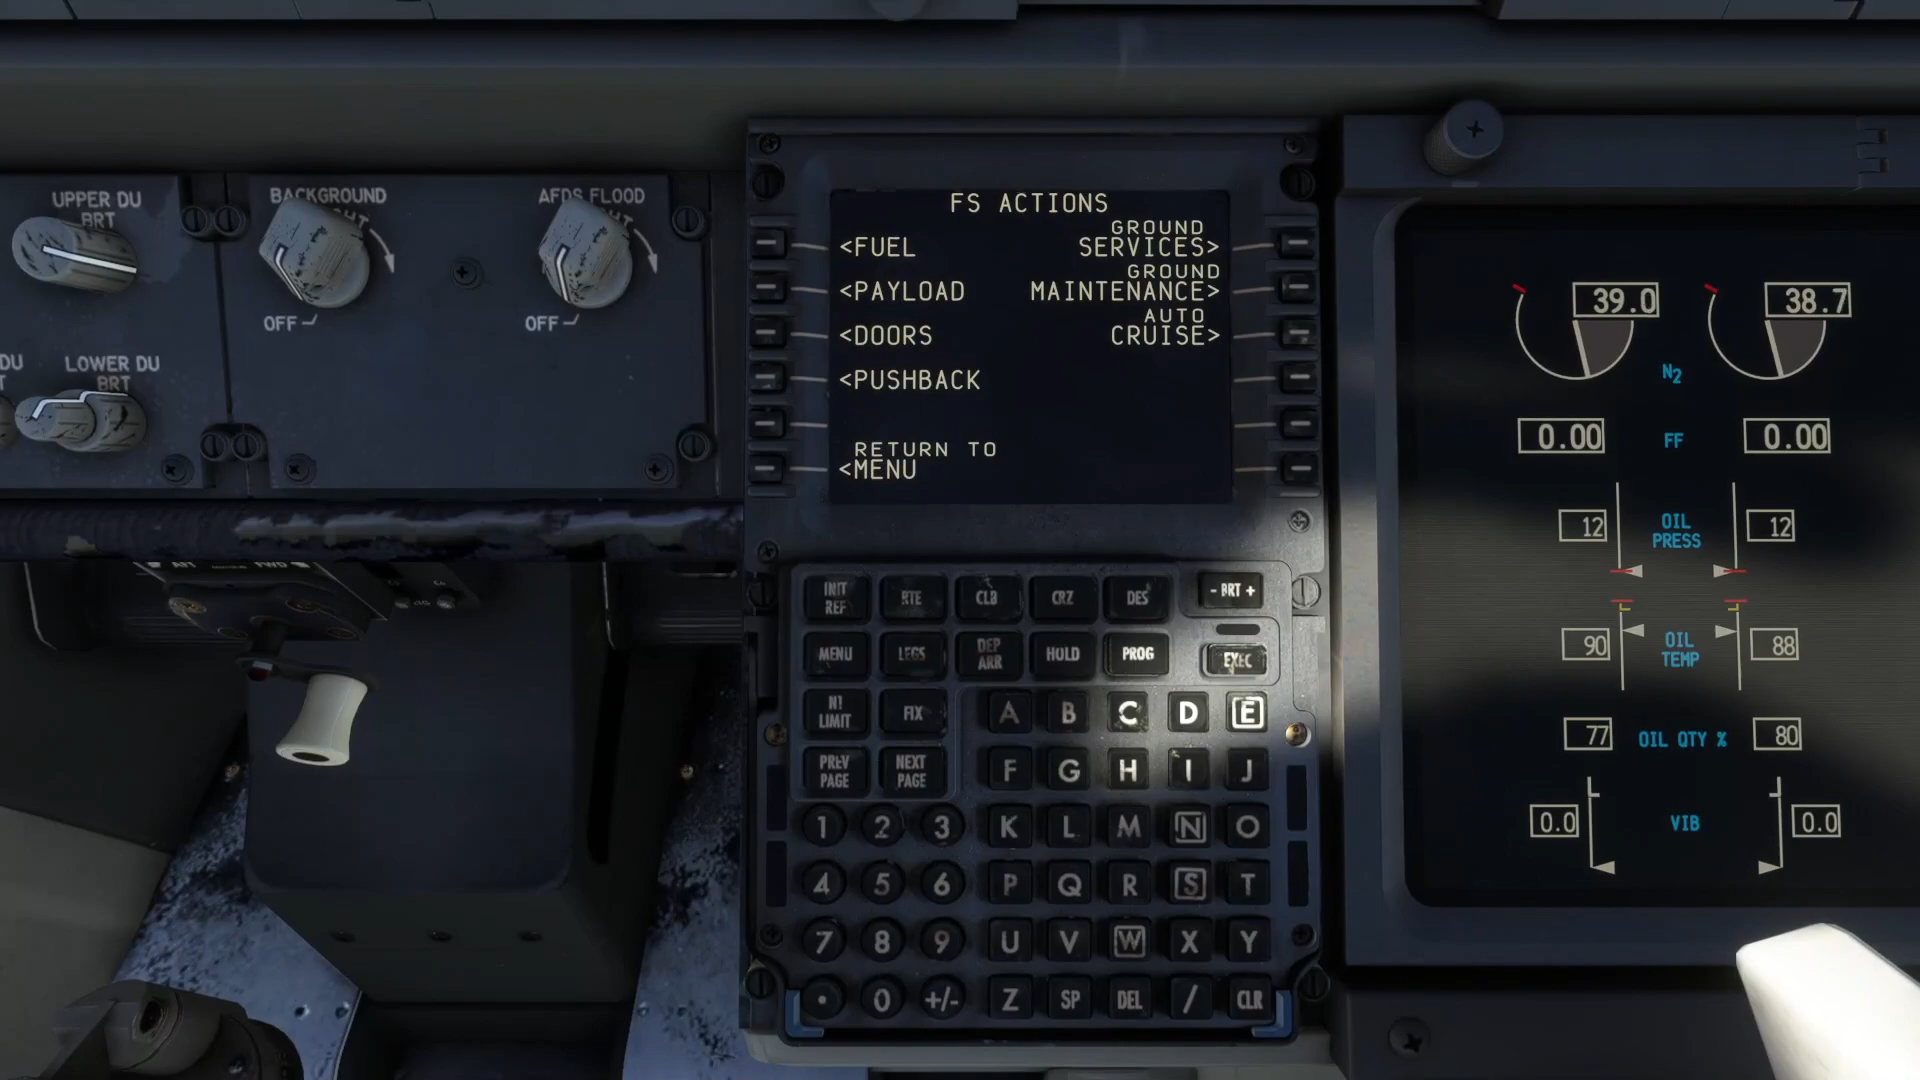 UPPER DU
BRT
BACKGROUND
OFF
AFDS FLOOD
OFF
DU
LOWER DU
BRT
AFT
FWD
FS ACTIONS
GROUND
<FUEL SERVICES>
GROUND
<PAYLOAD MAINTENANCE>
AUTO
<DOORS CRUISE>
<PUSHBACK
RETURN TO
<MENU
INIT REF RTE CLB CRZ DES - BRT +
MENU LEGS DEP ARR HOLD PROG EXEC
N1 LIMIT FIX A B C D E
PREV PAGE NEXT PAGE F G H I J
1 2 3 K L M N O
4 5 6 P Q R S T
7 8 9 U V W X Y
. 0 +/- Z SP DEL / CLR
39.0 38.7
N2
0.00 FF 0.00
12 OIL PRESS 12
90 OIL TEMP 88
77 OIL QTY % 80
0.0 VIB 0.0